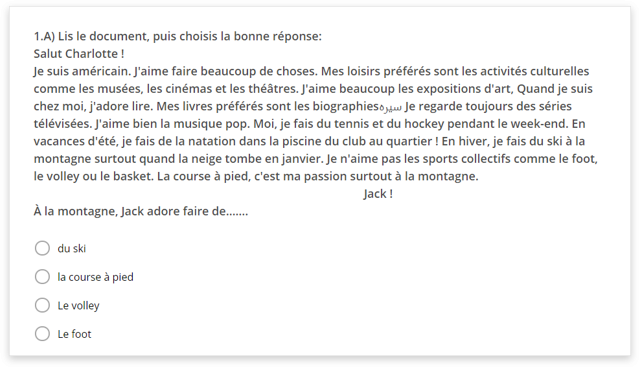 1.A) Lis le document, puis choisis la bonne réponse:
Salut Charlotte !
Je suis américain. J'aime faire beaucoup de choses. Mes loisirs préférés sont les activités culturelles
comme les musées, les cinémas et les théâtres. J'aime beaucoup les expositions d'art, Quand je suis
chez moi, j'adore lire. Mes livres préférés sont les biographiesسيَره Je regarde toujours des séries
télévisées. J'aime bien la musique pop. Moi, je fais du tennis et du hockey pendant le week-end. En
vacances d'été, je fais de la natation dans la piscine du club au quartier ! En hiver, je fais du ski à la
montagne surtout quand la neige tombe en janvier. Je n'aime pas les sports collectifs comme le foot,
le volley ou le basket. La course à pied, c'est ma passion surtout à la montagne.
Jack !
À la montagne, Jack adore faire de.......
du ski
la course à pied
Le volley
Le foot